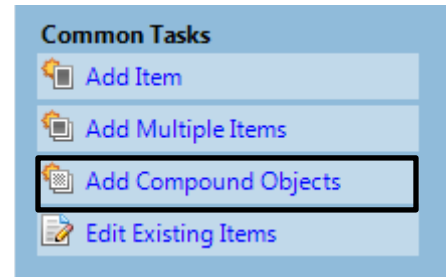 Common Tasks
Add Item
Add Multiple Items
Add Compound Objects
Edit Existing Items